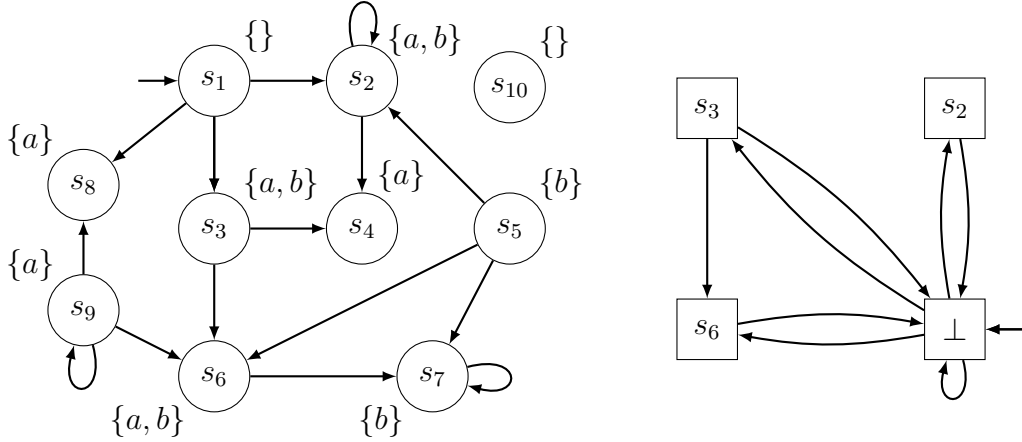 {}
{a, b}
{}
s₁
s₂
s₁₀
s₃
s₂
{a}
s₈
{a, b}
{a}
{b}
s₃
s₄
s₅
{a}
s₉
s₆
⊥
s₆
s₇
{a, b}
{b}